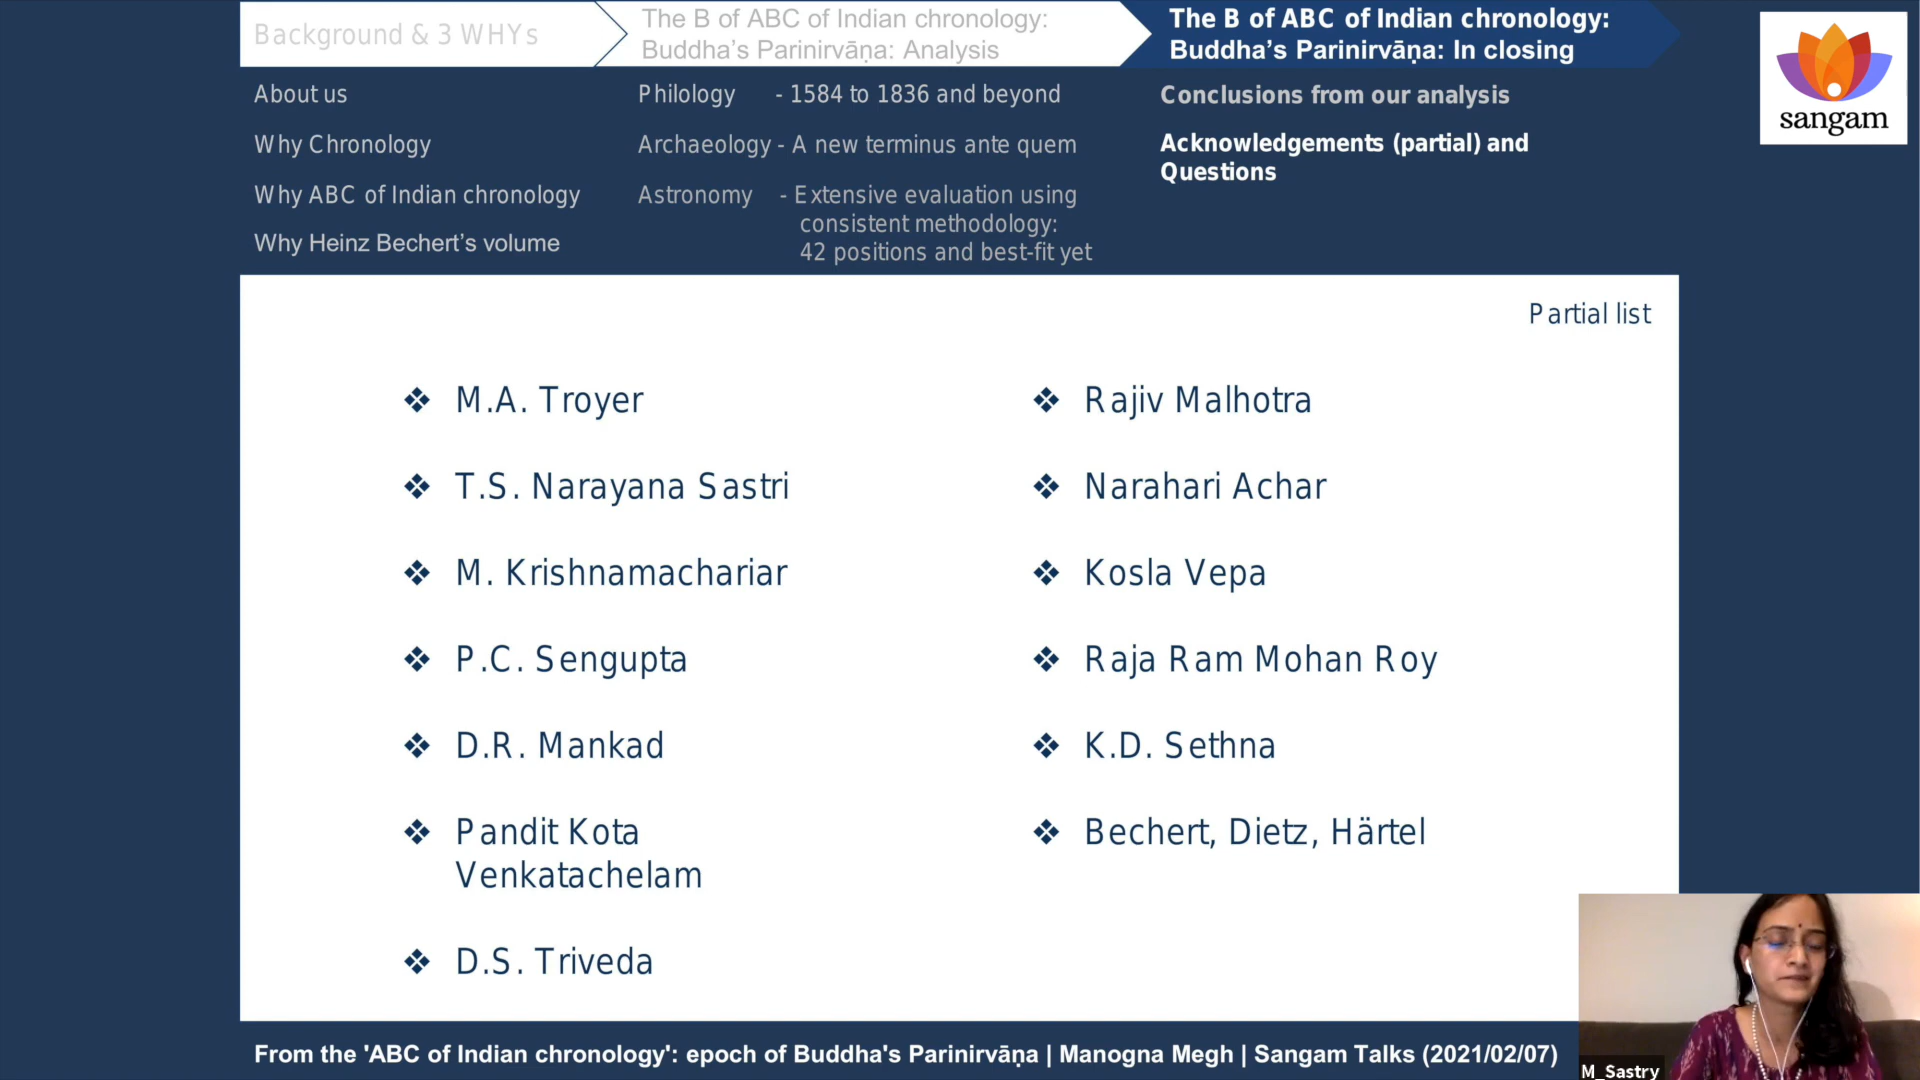 Background & 3 WHYs
The B of ABC of Indian chronology:
Buddha's Parinirvāṇa: Analysis
The B of ABC of Indian chronology:
Buddha's Parinirvāṇa: In closing
sangam
About us
Why Chronology
Why ABC of Indian chronology
Why Heinz Bechert's volume
Philology - 1584 to 1836 and beyond
Archaeology - A new terminus ante quem
Astronomy - Extensive evaluation using
consistent methodology:
42 positions and best-fit yet
Conclusions from our analysis
Acknowledgements (partial) and
Questions
Partial list
❖ M.A. Troyer
❖ T.S. Narayana Sastri
❖ M. Krishnamachariar
❖ P.C. Sengupta
❖ D.R. Mankad
❖ Pandit Kota
Venkatachelam
❖ D.S. Triveda
❖ Rajiv Malhotra
❖ Narahari Achar
❖ Kosla Vepa
❖ Raja Ram Mohan Roy
❖ K.D. Sethna
❖ Bechert, Dietz, Härtel
From the 'ABC of Indian chronology': epoch of Buddha's Parinirvāṇa | Manogna Megh | Sangam Talks (2021/02/07)
M_Sastry